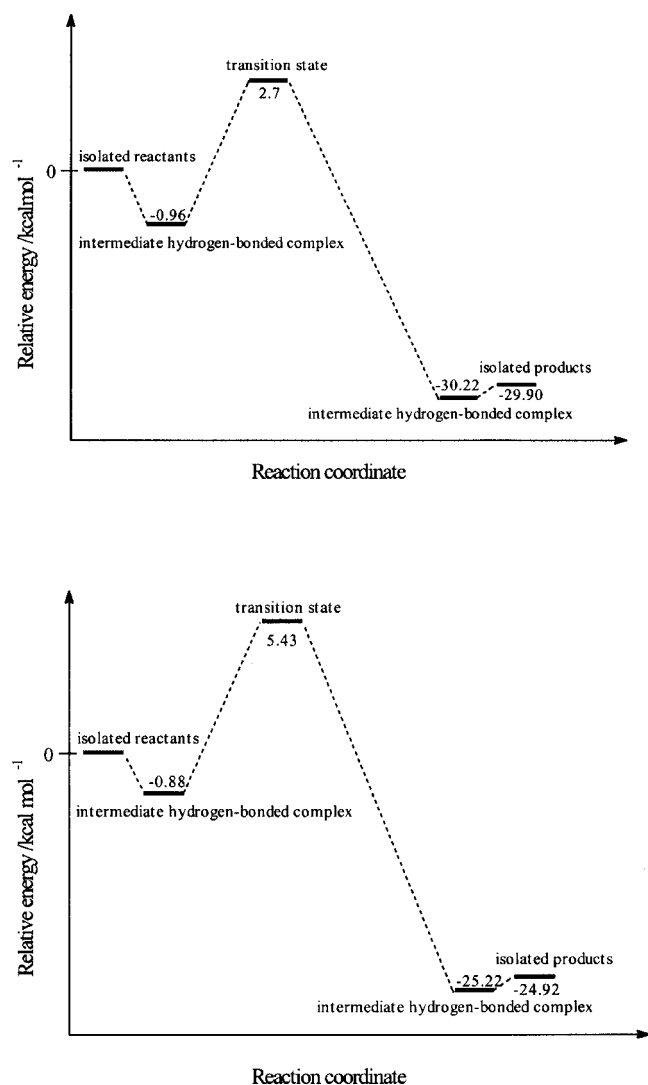 transition state
2.7
isolated reactants
0
-0.96
intermediate hydrogen-bonded complex
Relative energy /kcalmol -1
isolated products
-30.22
-29.90
intermediate hydrogen-bonded complex
Reaction coordinate
transition state
5.43
isolated reactants
0
-0.88
intermediate hydrogen-bonded complex
Relative energy /kcal mol -1
isolated products
-25.22
-24.92
intermediate hydrogen-bonded complex
Reaction coordinate